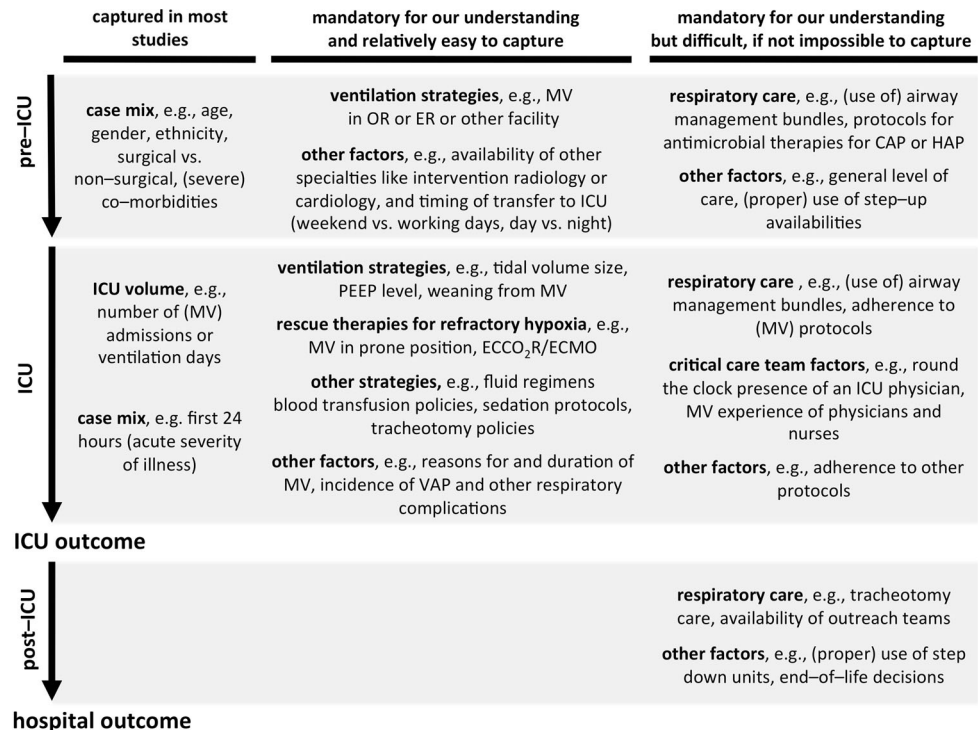 captured in most
studies
mandatory for our understanding
and relatively easy to capture
mandatory for our understanding
but difficult, if not impossible to capture
pre–ICU
case mix, e.g., age,
gender, ethnicity,
surgical vs.
non–surgical, (severe)
co–morbidities
ventilation strategies, e.g., MV
in OR or ER or other facility
other factors, e.g., availability of other
specialties like intervention radiology or
cardiology, and timing of transfer to ICU
(weekend vs. working days, day vs. night)
respiratory care, e.g., (use of) airway
management bundles, protocols for
antimicrobial therapies for CAP or HAP
other factors, e.g., general level of
care, (proper) use of step–up
availabilities
ICU
ICU volume, e.g.,
number of (MV)
admissions or
ventilation days
case mix, e.g. first 24
hours (acute severity
of illness)
ventilation strategies, e.g., tidal volume size,
PEEP level, weaning from MV
rescue therapies for refractory hypoxia, e.g.,
MV in prone position, ECCO₂R/ECMO
other strategies, e.g., fluid regimens
blood transfusion policies, sedation protocols,
tracheotomy policies
other factors, e.g., reasons for and duration of
MV, incidence of VAP and other respiratory
complications
respiratory care , e.g., (use of) airway
management bundles, adherence to
(MV) protocols
critical care team factors, e.g., round
the clock presence of an ICU physician,
MV experience of physicians and
nurses
other factors, e.g., adherence to other
protocols
ICU outcome
post–ICU
respiratory care, e.g., tracheotomy
care, availability of outreach teams
other factors, e.g., (proper) use of step
down units, end–of–life decisions
hospital outcome